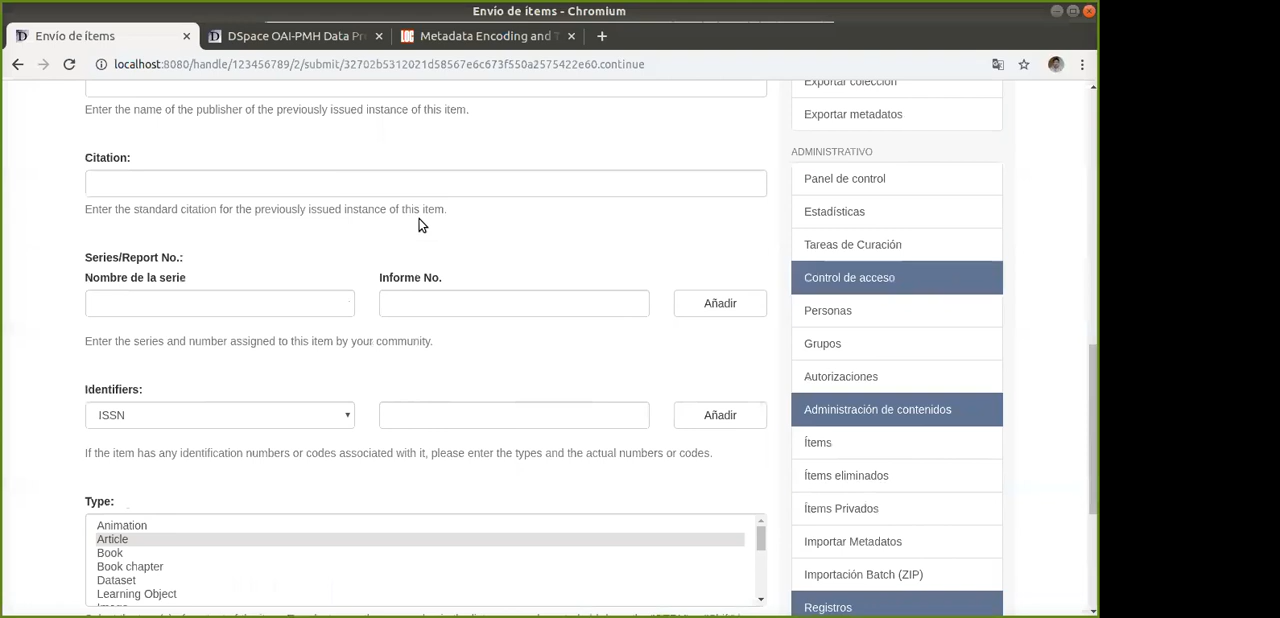 Envío de ítems - Chromium
Envío de ítems
DSpace OAI-PMH Data Pr
Metadata Encoding and T
localhost:8080/handle/123456789/2/submit/32702b5312021d58567e6c673f550a2575422e60.continue
Enter the name of the publisher of the previously issued instance of this item.
Citation:
Enter the standard citation for the previously issued instance of this item.
Series/Report No.:
Nombre de la serie
Informe No.
Añadir
Enter the series and number assigned to this item by your community.
Identifiers:
ISSN
Añadir
If the item has any identification numbers or codes associated with it, please enter the types and the actual numbers or codes.
Type:
Animation
Article
Book
Book chapter
Dataset
Learning Object
Exportar colección
Exportar metadatos
ADMINISTRATIVO
Panel de control
Estadísticas
Tareas de Curación
Control de acceso
Personas
Grupos
Autorizaciones
Administración de contenidos
Ítems
Ítems eliminados
Ítems Privados
Importar Metadatos
Importación Batch (ZIP)
Registros